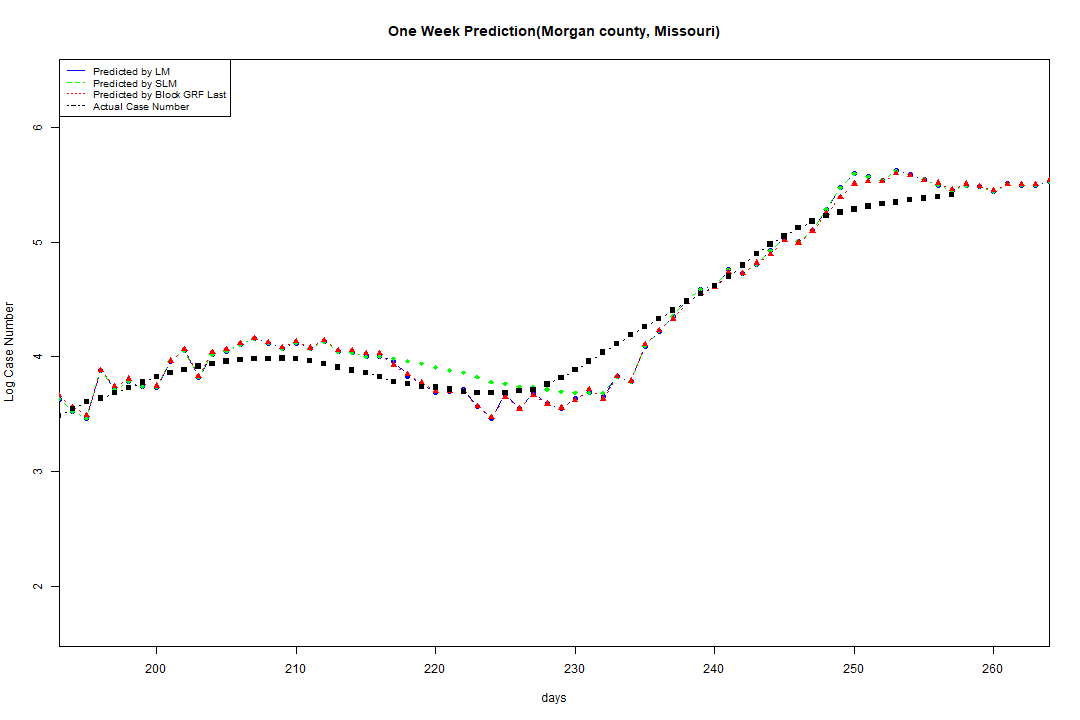 One Week Prediction(Morgan county, Missouri)
Predicted by LM
Predicted by SLM
Predicted by Block GRF Last
Actual Case Number
Log Case Number
6
5
4
3
2
200 210 220 230 240 250 260
days